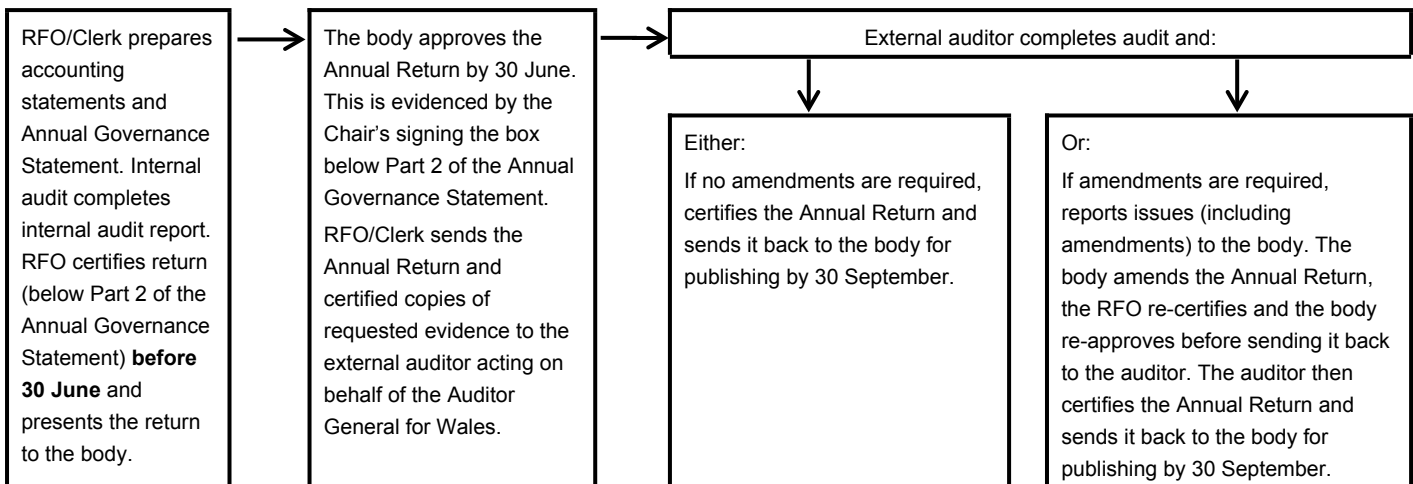 RFO/Clerk prepares
accounting
statements and
Annual Governance
Statement. Internal
audit completes
internal audit report.
RFO certifies return
(below Part 2 of the
Annual Governance
Statement) before
30 June and
presents the return
to the body.
The body approves the
Annual Return by 30 June.
This is evidenced by the
Chair’s signing the box
below Part 2 of the Annual
Governance Statement.
RFO/Clerk sends the
Annual Return and
certified copies of
requested evidence to the
external auditor acting on
behalf of the Auditor
General for Wales.
External auditor completes audit and:
Either:
If no amendments are required,
certifies the Annual Return and
sends it back to the body for
publishing by 30 September.
Or:
If amendments are required,
reports issues (including
amendments) to the body. The
body amends the Annual Return,
the RFO re-certifies and the body
re-approves before sending it back
to the auditor. The auditor then
certifies the Annual Return and
sends it back to the body for
publishing by 30 September.